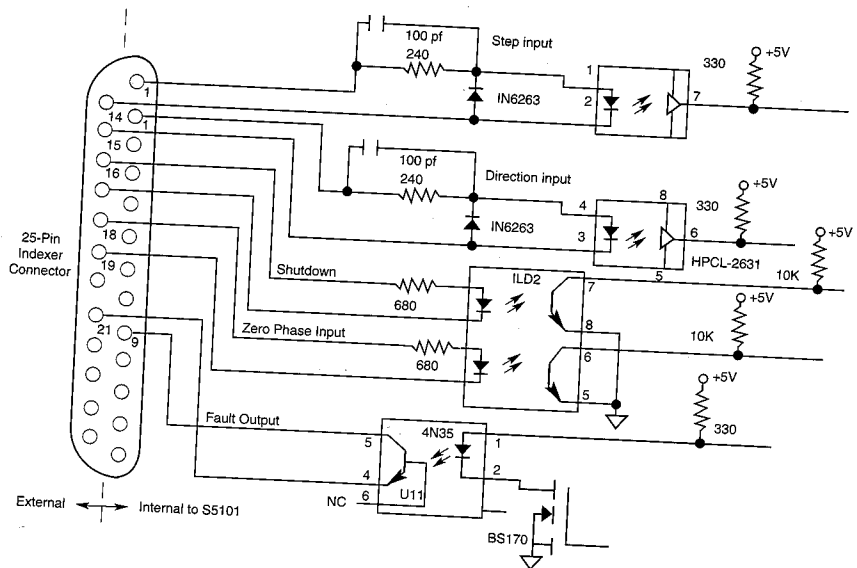 100 pf
240
Step input
1
2
IN6263
330
+5V
7
1
14
1
15
16
18
19
21
9
25-Pin
Indexer
Connector
100 pf
240
Direction input
4
3
IN6263
8
330
+5V
6
5
HPCL-2631
+5V
10K
Shutdown
680
ILD2
7
8
+5V
10K
Zero Phase Input
680
6
5
+5V
330
Fault Output
5
4
6
NC
4N35
U11
1
2
BS170
External
Internal to S5101